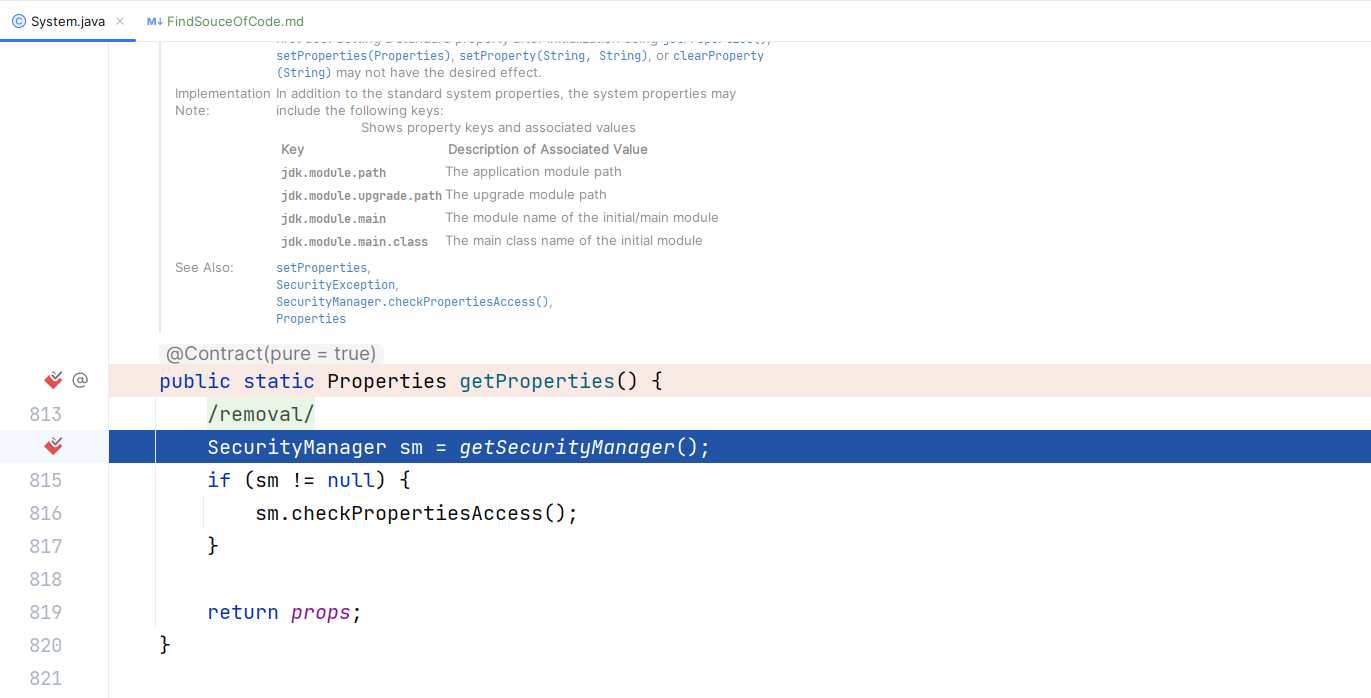 System.java
FindSouceOfCode.md
setProperties(Properties), setProperty(String, String), or clearProperty
(String) may not have the desired effect.
Implementation In addition to the standard system properties, the system properties may
Note: include the following keys:
Shows property keys and associated values
Key Description of Associated Value
jdk.module.path The application module path
jdk.module.upgrade.path The upgrade module path
jdk.module.main The module name of the initial/main module
jdk.module.main.class The main class name of the initial module
See Also: setProperties,
SecurityException,
SecurityManager.checkPropertiesAccess(),
Properties
@Contract(pure = true)
public static Properties getProperties() {
813 /removal/
SecurityManager sm = getSecurityManager();
815 if (sm != null) {
816 sm.checkPropertiesAccess();
817 }
818
819 return props;
820 }
821